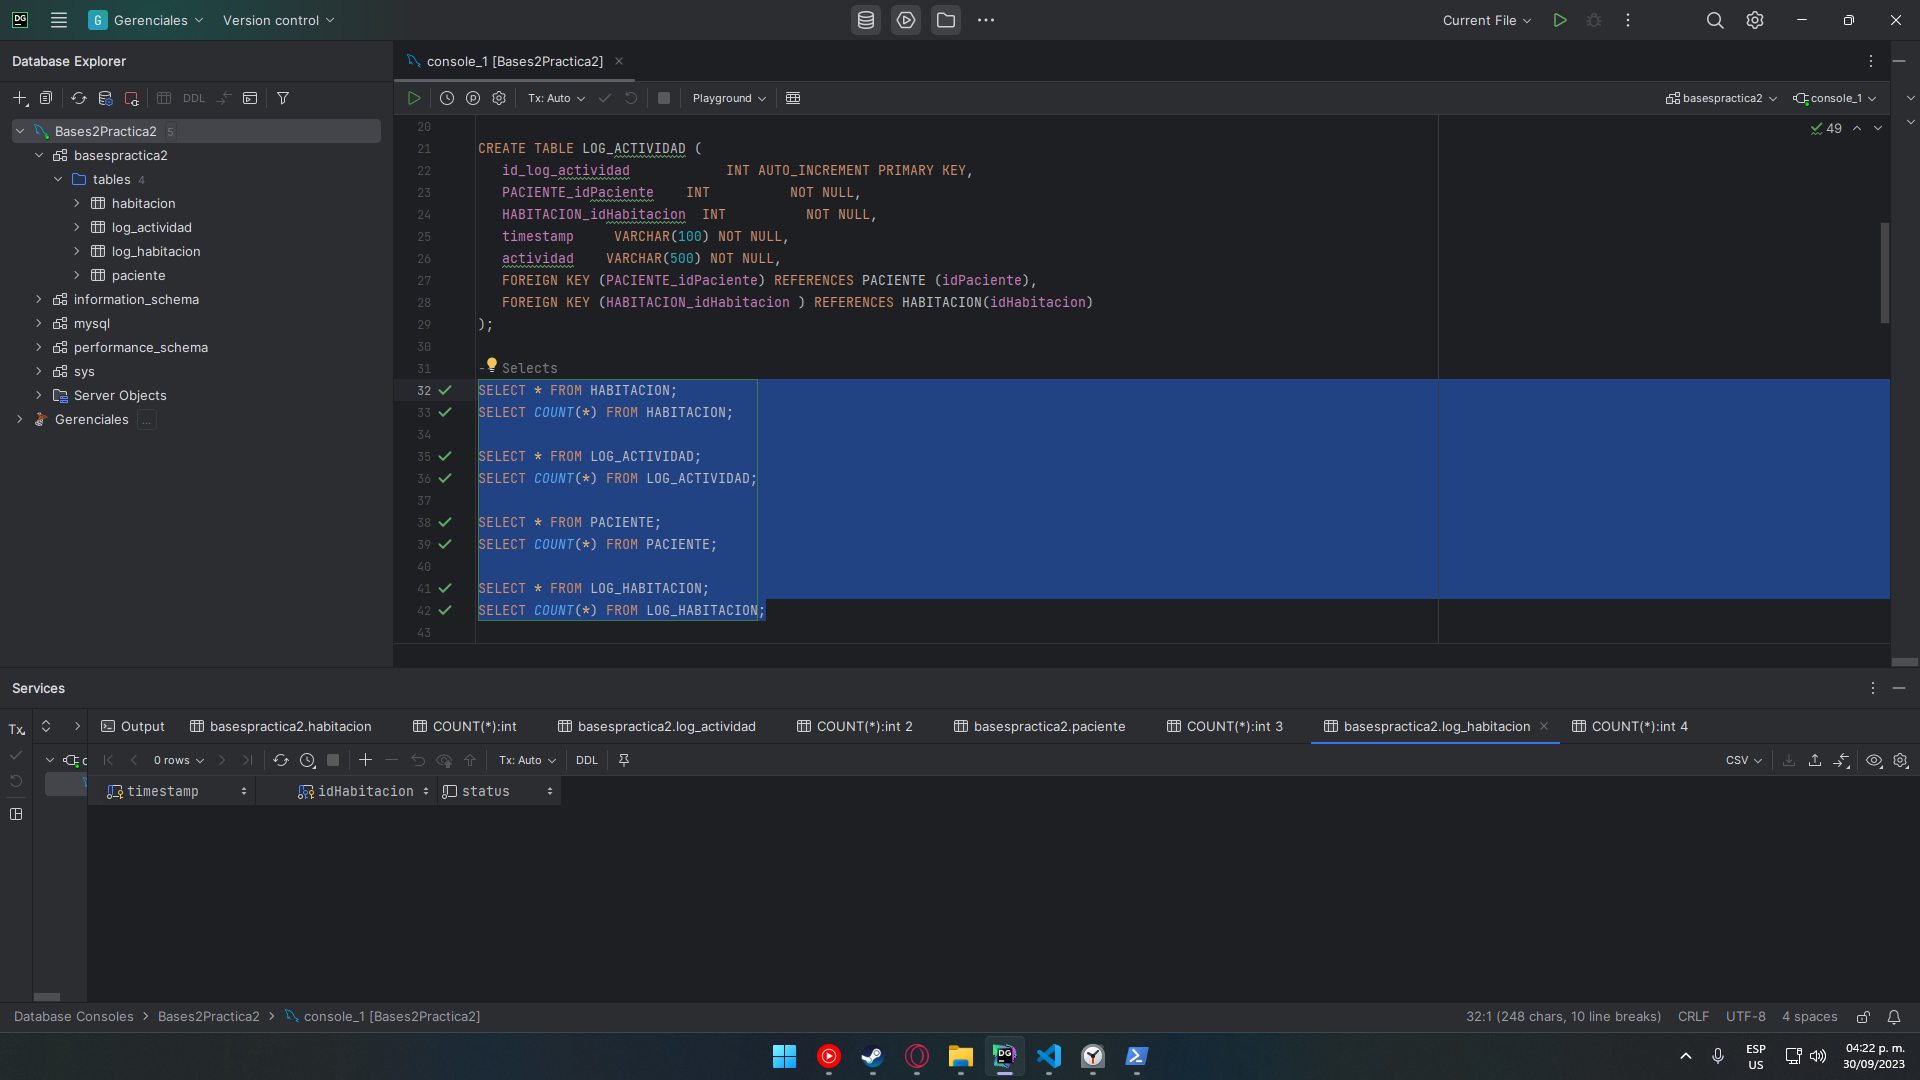 DG
G Gerenciales
Version control
Current File
Database Explorer
console_1 [Bases2Practica2]
DDL
Tx: Auto
Playground
basespractica2
console_1
Bases2Practica2 5
basespractica2
tables 4
habitacion
log_actividad
log_habitacion
paciente
information_schema
mysql
performance_schema
sys
Server Objects
Gerenciales ...
49
20
21 CREATE TABLE LOG_ACTIVIDAD (
22 id_log_actividad INT AUTO_INCREMENT PRIMARY KEY,
23 PACIENTE_idPaciente INT NOT NULL,
24 HABITACION_idHabitacion INT NOT NULL,
25 timestamp VARCHAR(100) NOT NULL,
26 actividad VARCHAR(500) NOT NULL,
27 FOREIGN KEY (PACIENTE_idPaciente) REFERENCES PACIENTE (idPaciente),
28 FOREIGN KEY (HABITACION_idHabitacion ) REFERENCES HABITACION(idHabitacion)
29 );
30
31 - Selects
32 SELECT * FROM HABITACION;
33 SELECT COUNT(*) FROM HABITACION;
34
35 SELECT * FROM LOG_ACTIVIDAD;
36 SELECT COUNT(*) FROM LOG_ACTIVIDAD;
37
38 SELECT * FROM PACIENTE;
39 SELECT COUNT(*) FROM PACIENTE;
40
41 SELECT * FROM LOG_HABITACION;
42 SELECT COUNT(*) FROM LOG_HABITACION;
43
Services
Tx
Output
basespractica2.habitacion
COUNT(*):int
basespractica2.log_actividad
COUNT(*):int 2
basespractica2.paciente
COUNT(*):int 3
basespractica2.log_habitacion
COUNT(*):int 4
0 rows
Tx: Auto
DDL
CSV
timestamp
idHabitacion
status
Database Consoles > Bases2Practica2 > console_1 [Bases2Practica2]
32:1 (248 chars, 10 line breaks)
CRLF
UTF-8
4 spaces
DG
ESP
US
04:22 p. m.
30/09/2023